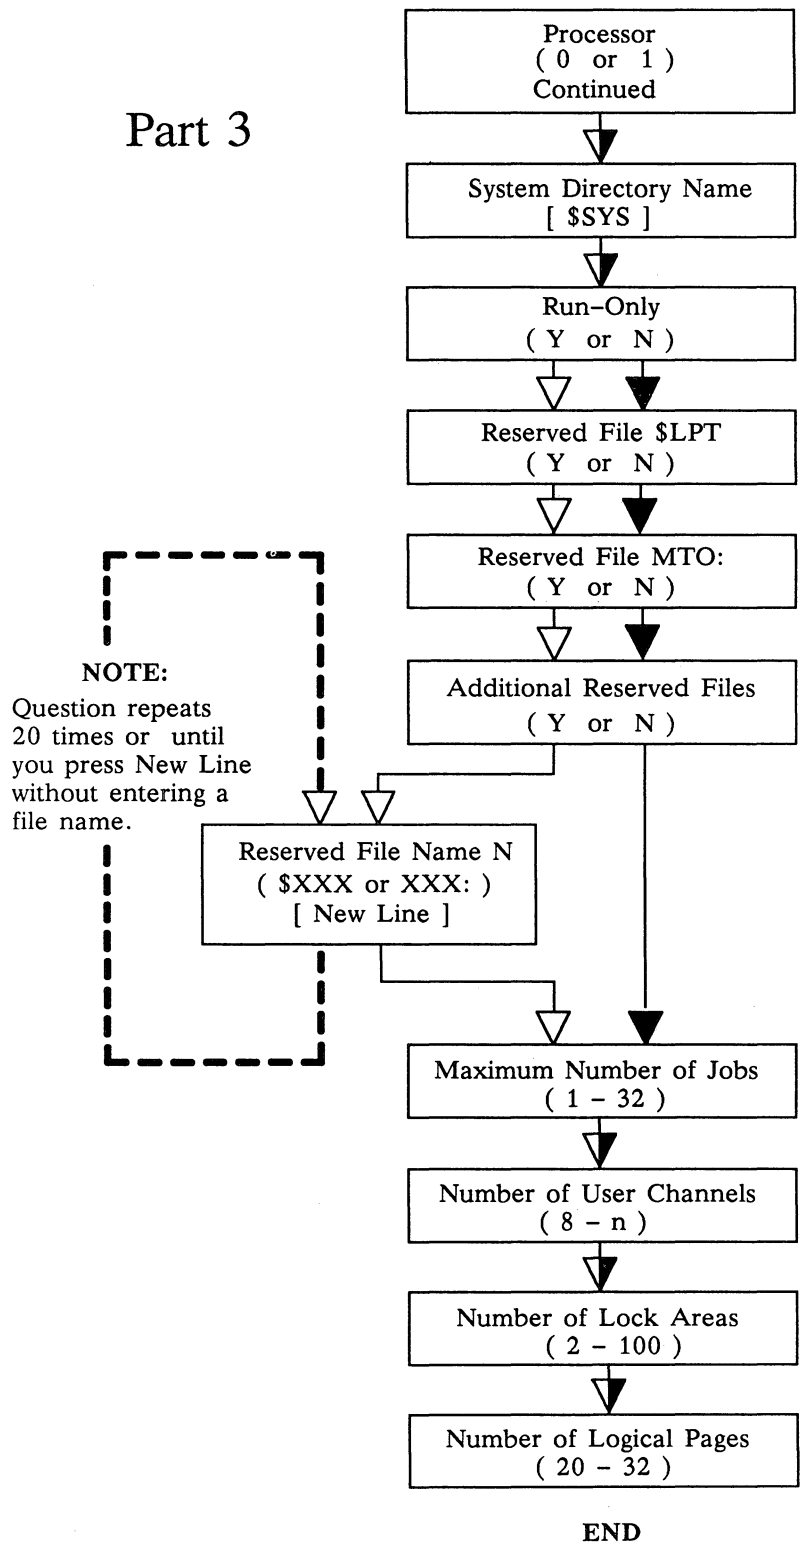 Processor
( 0 or 1 )
Continued
Part 3
System Directory Name
[ $SYS ]
Run-Only
( Y or N )
Reserved File $LPT
( Y or N )
Reserved File MTO:
( Y or N )
Additional Reserved Files
( Y or N )
NOTE:
Question repeats
20 times or until
you press New Line
without entering a
file name.
Reserved File Name N
( $XXX or XXX: )
[ New Line ]
Maximum Number of Jobs
( 1 - 32 )
Number of User Channels
( 8 - n )
Number of Lock Areas
( 2 - 100 )
Number of Logical Pages
( 20 - 32 )
END